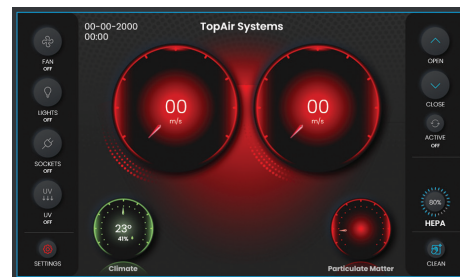 00-00-2000
00:00
TopAir Systems
FAN
OFF
LIGHTS
OFF
SOCKETS
OFF
UV
UV
OFF
SETTINGS
00
m/s
00
m/s
23°
41%
Climate
Particulate Matter
OPEN
CLOSE
ACTIVE
OFF
80%
HEPA
CLEAN